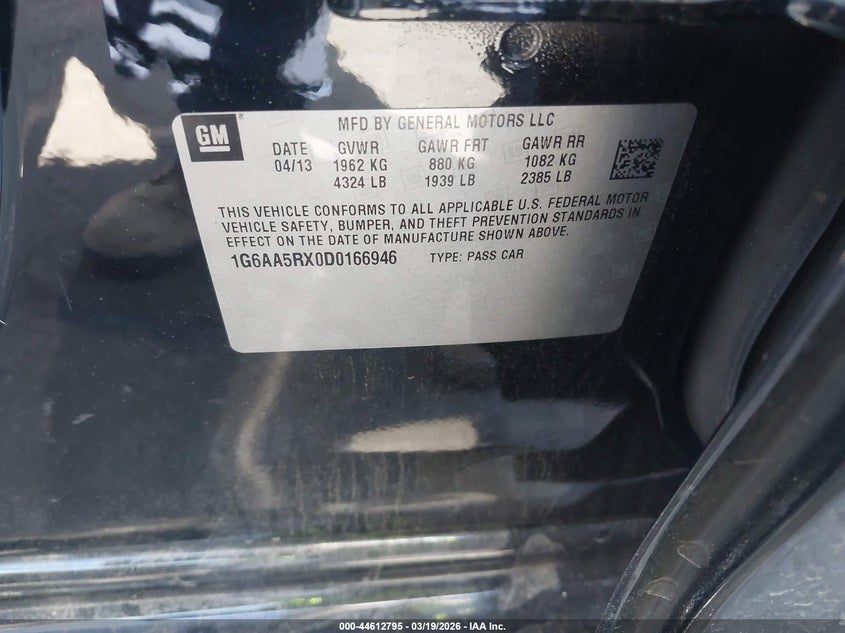 GM
MFD BY GENERAL MOTORS LLC
DATE GVWR GAWR FRT GAWR RR
04/13 1962 KG 880 KG 1082 KG
4324 LB 1939 LB 2385 LB
THIS VEHICLE CONFORMS TO ALL APPLICABLE U.S. FEDERAL MOTOR
VEHICLE SAFETY, BUMPER, AND THEFT PREVENTION STANDARDS IN
EFFECT ON THE DATE OF MANUFACTURE SHOWN ABOVE.
1G6AA5RX0D0166946 TYPE: PASS CAR
000-44612795 - 03/19/2026 - IAA Inc.